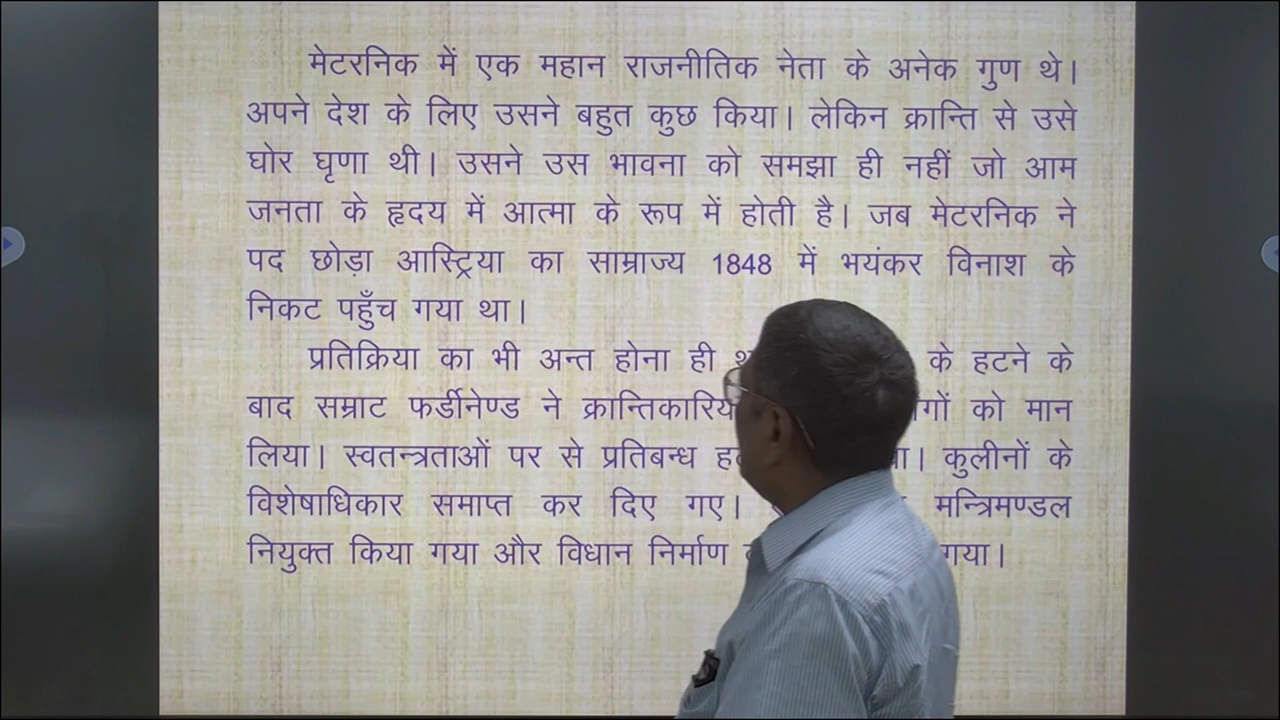 मेटरनिक में एक महान राजनीतिक नेता के अनेक गुण थे।
अपने देश के लिए उसने बहुत कुछ किया। लेकिन क्रान्ति से उसे
घोर घृणा थी। उसने उस भावना को समझा ही नहीं जो आम
जनता के हृदय में आत्मा के रूप में होती है। जब मेटरनिक ने
पद छोड़ा आस्ट्रिया का साम्राज्य 1848 में भयंकर विनाश के
निकट पहुँच गया था।
प्रतिक्रिया का भी अन्त होना ही के हटने के
बाद सम्राट फर्डीनेण्ड ने को मान
लिया। स्वतन्त्रताओं पर से प्रतिबन्ध कुलीनों के
विशेषाधिकार समाप्त कर दिए गए। मन्त्रिमण्डल
नियुक्त किया गया और विधान निर्माण गया।